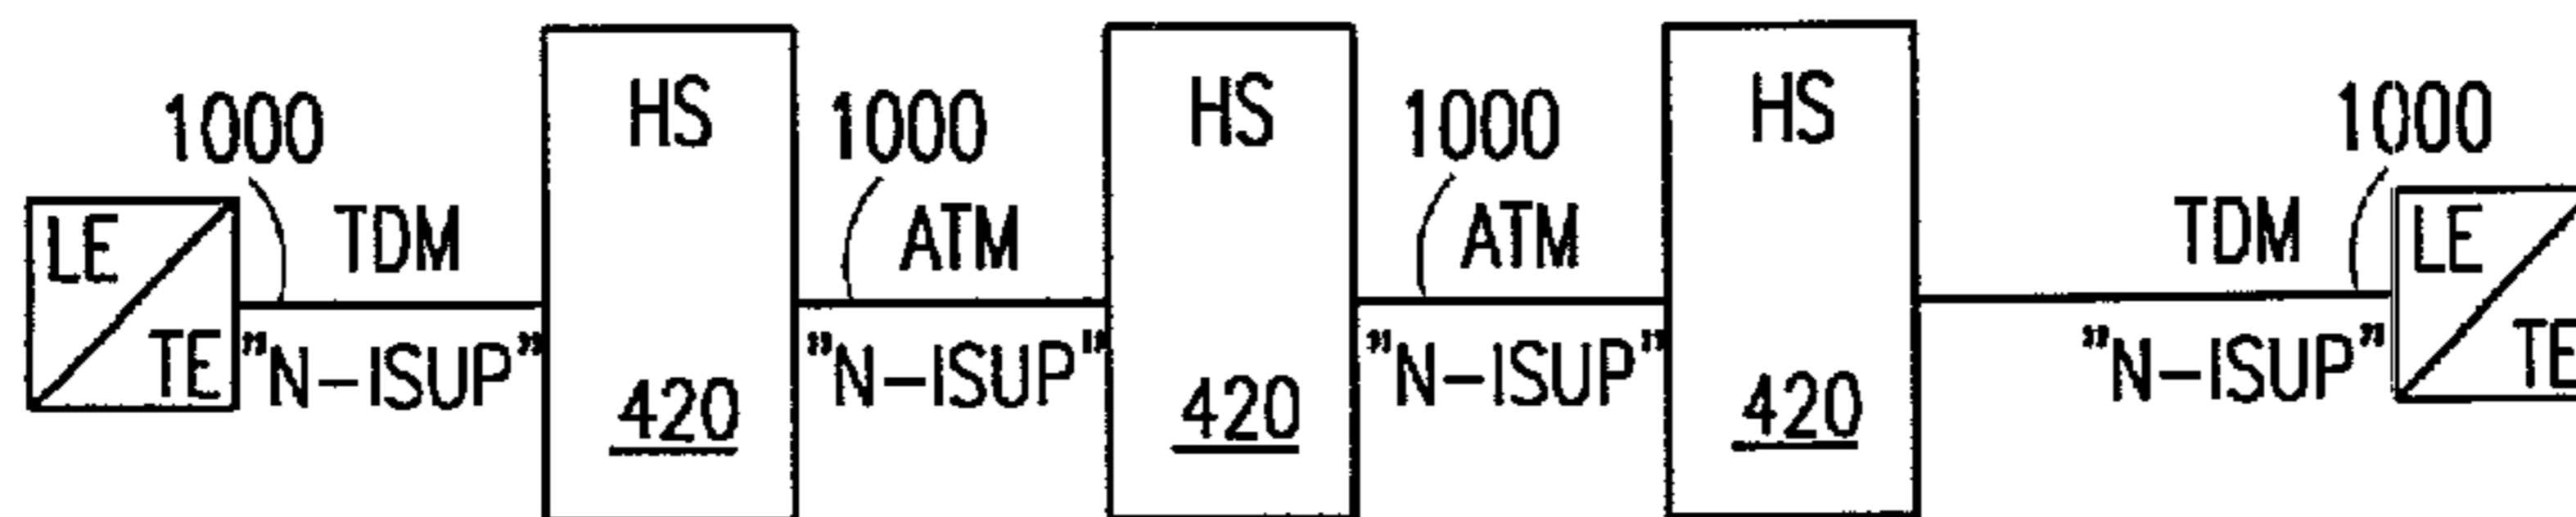 HS HS HS
1000 1000 1000 1000
LE TDM ATM ATM TDM LE
TE "N-ISUP" "N-ISUP" "N-ISUP" "N-ISUP" TE
420 420 420